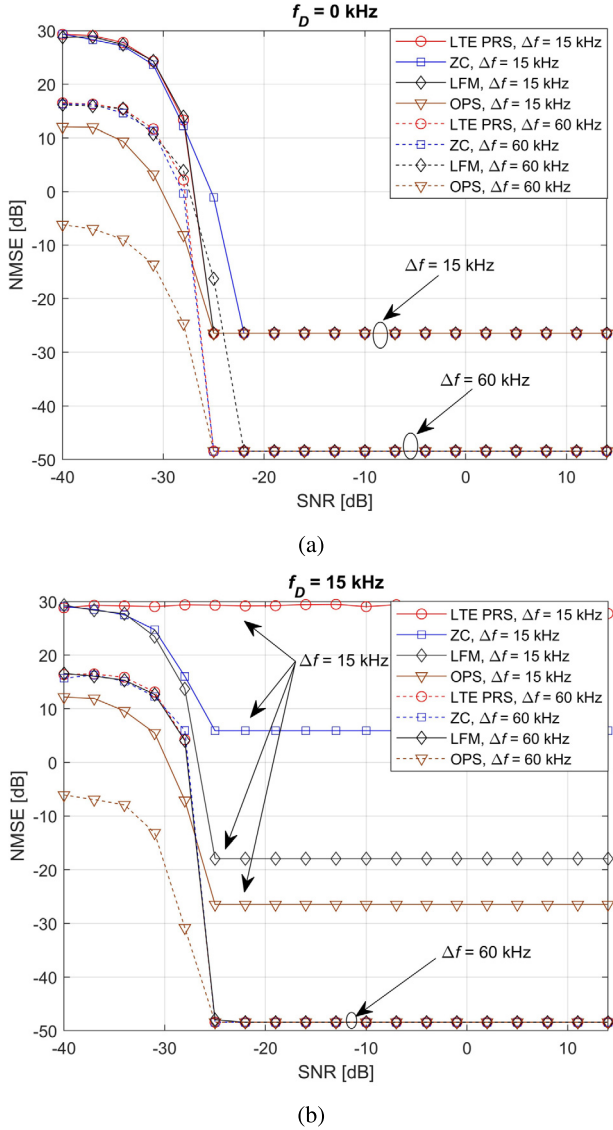 f_D = 0 kHz
30
20
10
0
-10
-20
-30
-40
-50
NMSE [dB]
LTE PRS, Δf = 15 kHz
ZC, Δf = 15 kHz
LFM, Δf = 15 kHz
OPS, Δf = 15 kHz
LTE PRS, Δf = 60 kHz
ZC, Δf = 60 kHz
LFM, Δf = 60 kHz
OPS, Δf = 60 kHz
Δf = 15 kHz
Δf = 60 kHz
-40 -30 -20 -10 0 10
SNR [dB]
(a)
f_D = 15 kHz
30
20
10
0
-10
-20
-30
-40
-50
NMSE [dB]
LTE PRS, Δf = 15 kHz
ZC, Δf = 15 kHz
LFM, Δf = 15 kHz
OPS, Δf = 15 kHz
LTE PRS, Δf = 60 kHz
ZC, Δf = 60 kHz
LFM, Δf = 60 kHz
OPS, Δf = 60 kHz
Δf = 15 kHz
Δf = 60 kHz
-40 -30 -20 -10 0 10
SNR [dB]
(b)